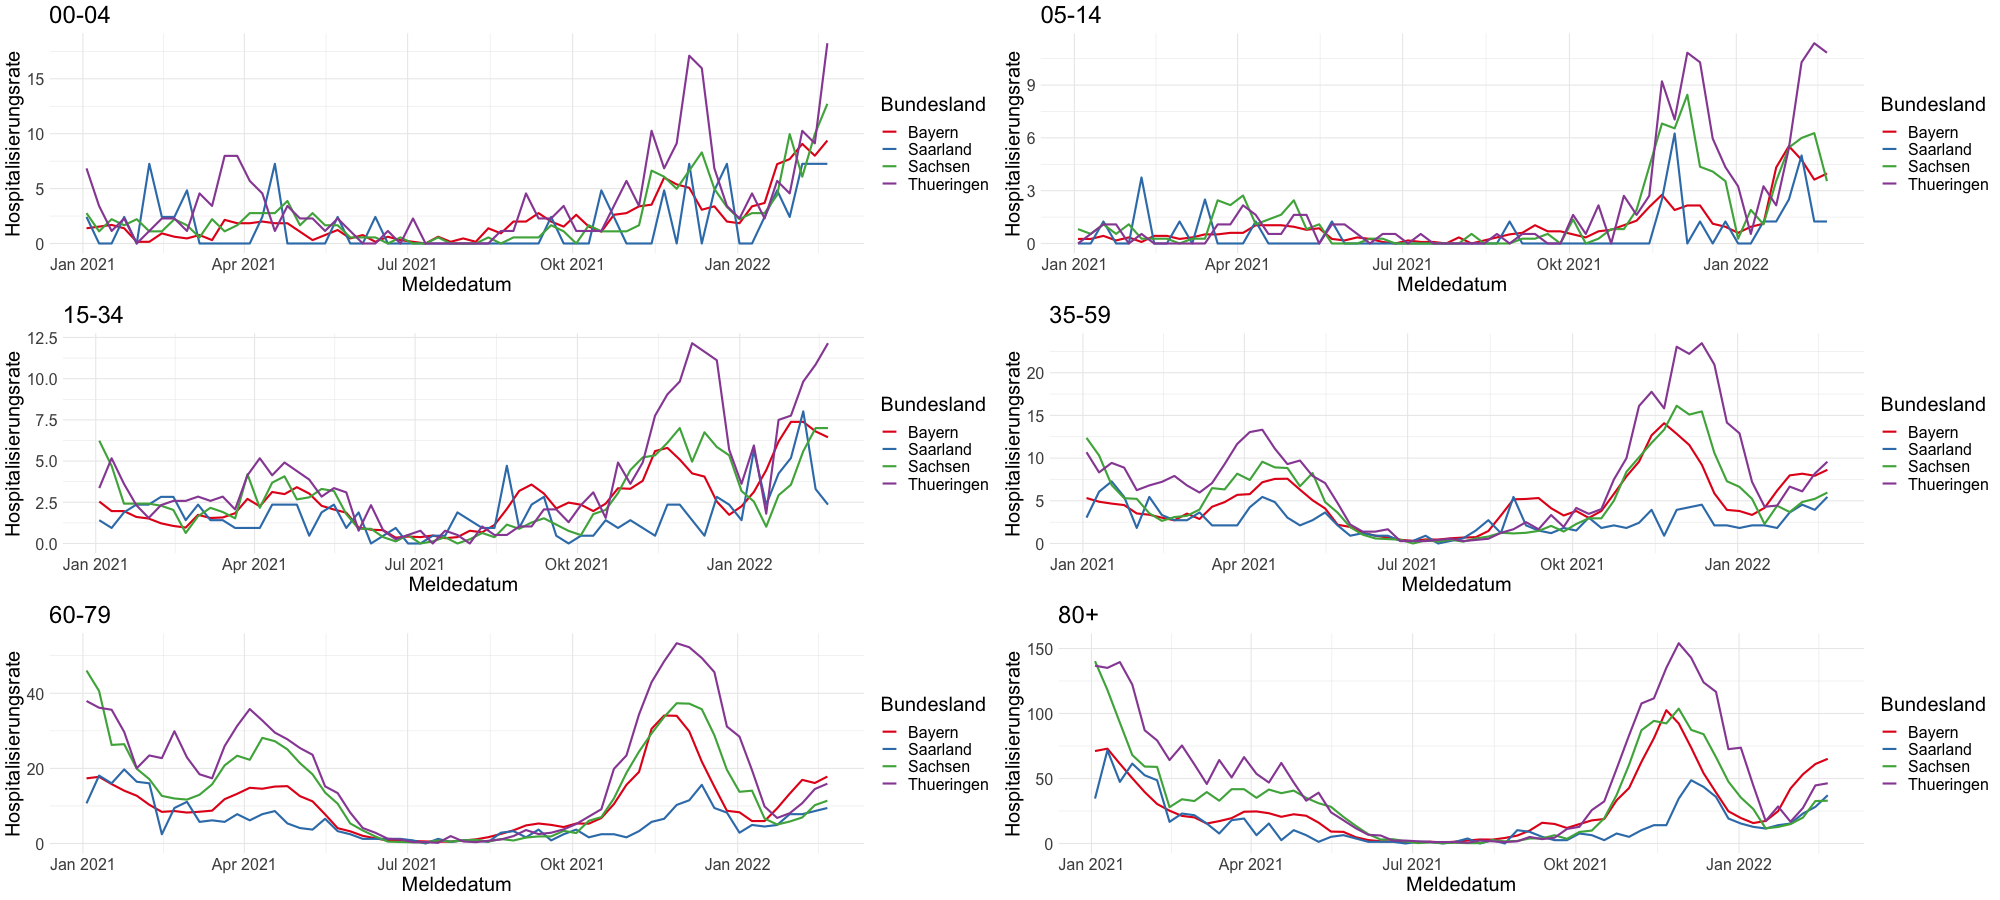 00-04
Hospitalisierungsrate
15
10
5
0
Jan 2021 Apr 2021 Jul 2021 Okt 2021 Jan 2022
Meldedatum
Bundesland
Bayern
Saarland
Sachsen
Thueringen
05-14
Hospitalisierungsrate
9
6
3
0
Jan 2021 Apr 2021 Jul 2021 Okt 2021 Jan 2022
Meldedatum
Bundesland
Bayern
Saarland
Sachsen
Thueringen
15-34
Hospitalisierungsrate
12.5
10.0
7.5
5.0
2.5
0.0
Jan 2021 Apr 2021 Jul 2021 Okt 2021 Jan 2022
Meldedatum
Bundesland
Bayern
Saarland
Sachsen
Thueringen
35-59
Hospitalisierungsrate
20
15
10
5
0
Jan 2021 Apr 2021 Jul 2021 Okt 2021 Jan 2022
Meldedatum
Bundesland
Bayern
Saarland
Sachsen
Thueringen
60-79
Hospitalisierungsrate
40
20
0
Jan 2021 Apr 2021 Jul 2021 Okt 2021 Jan 2022
Meldedatum
Bundesland
Bayern
Saarland
Sachsen
Thueringen
80+
Hospitalisierungsrate
150
100
50
0
Jan 2021 Apr 2021 Jul 2021 Okt 2021 Jan 2022
Meldedatum
Bundesland
Bayern
Saarland
Sachsen
Thueringen